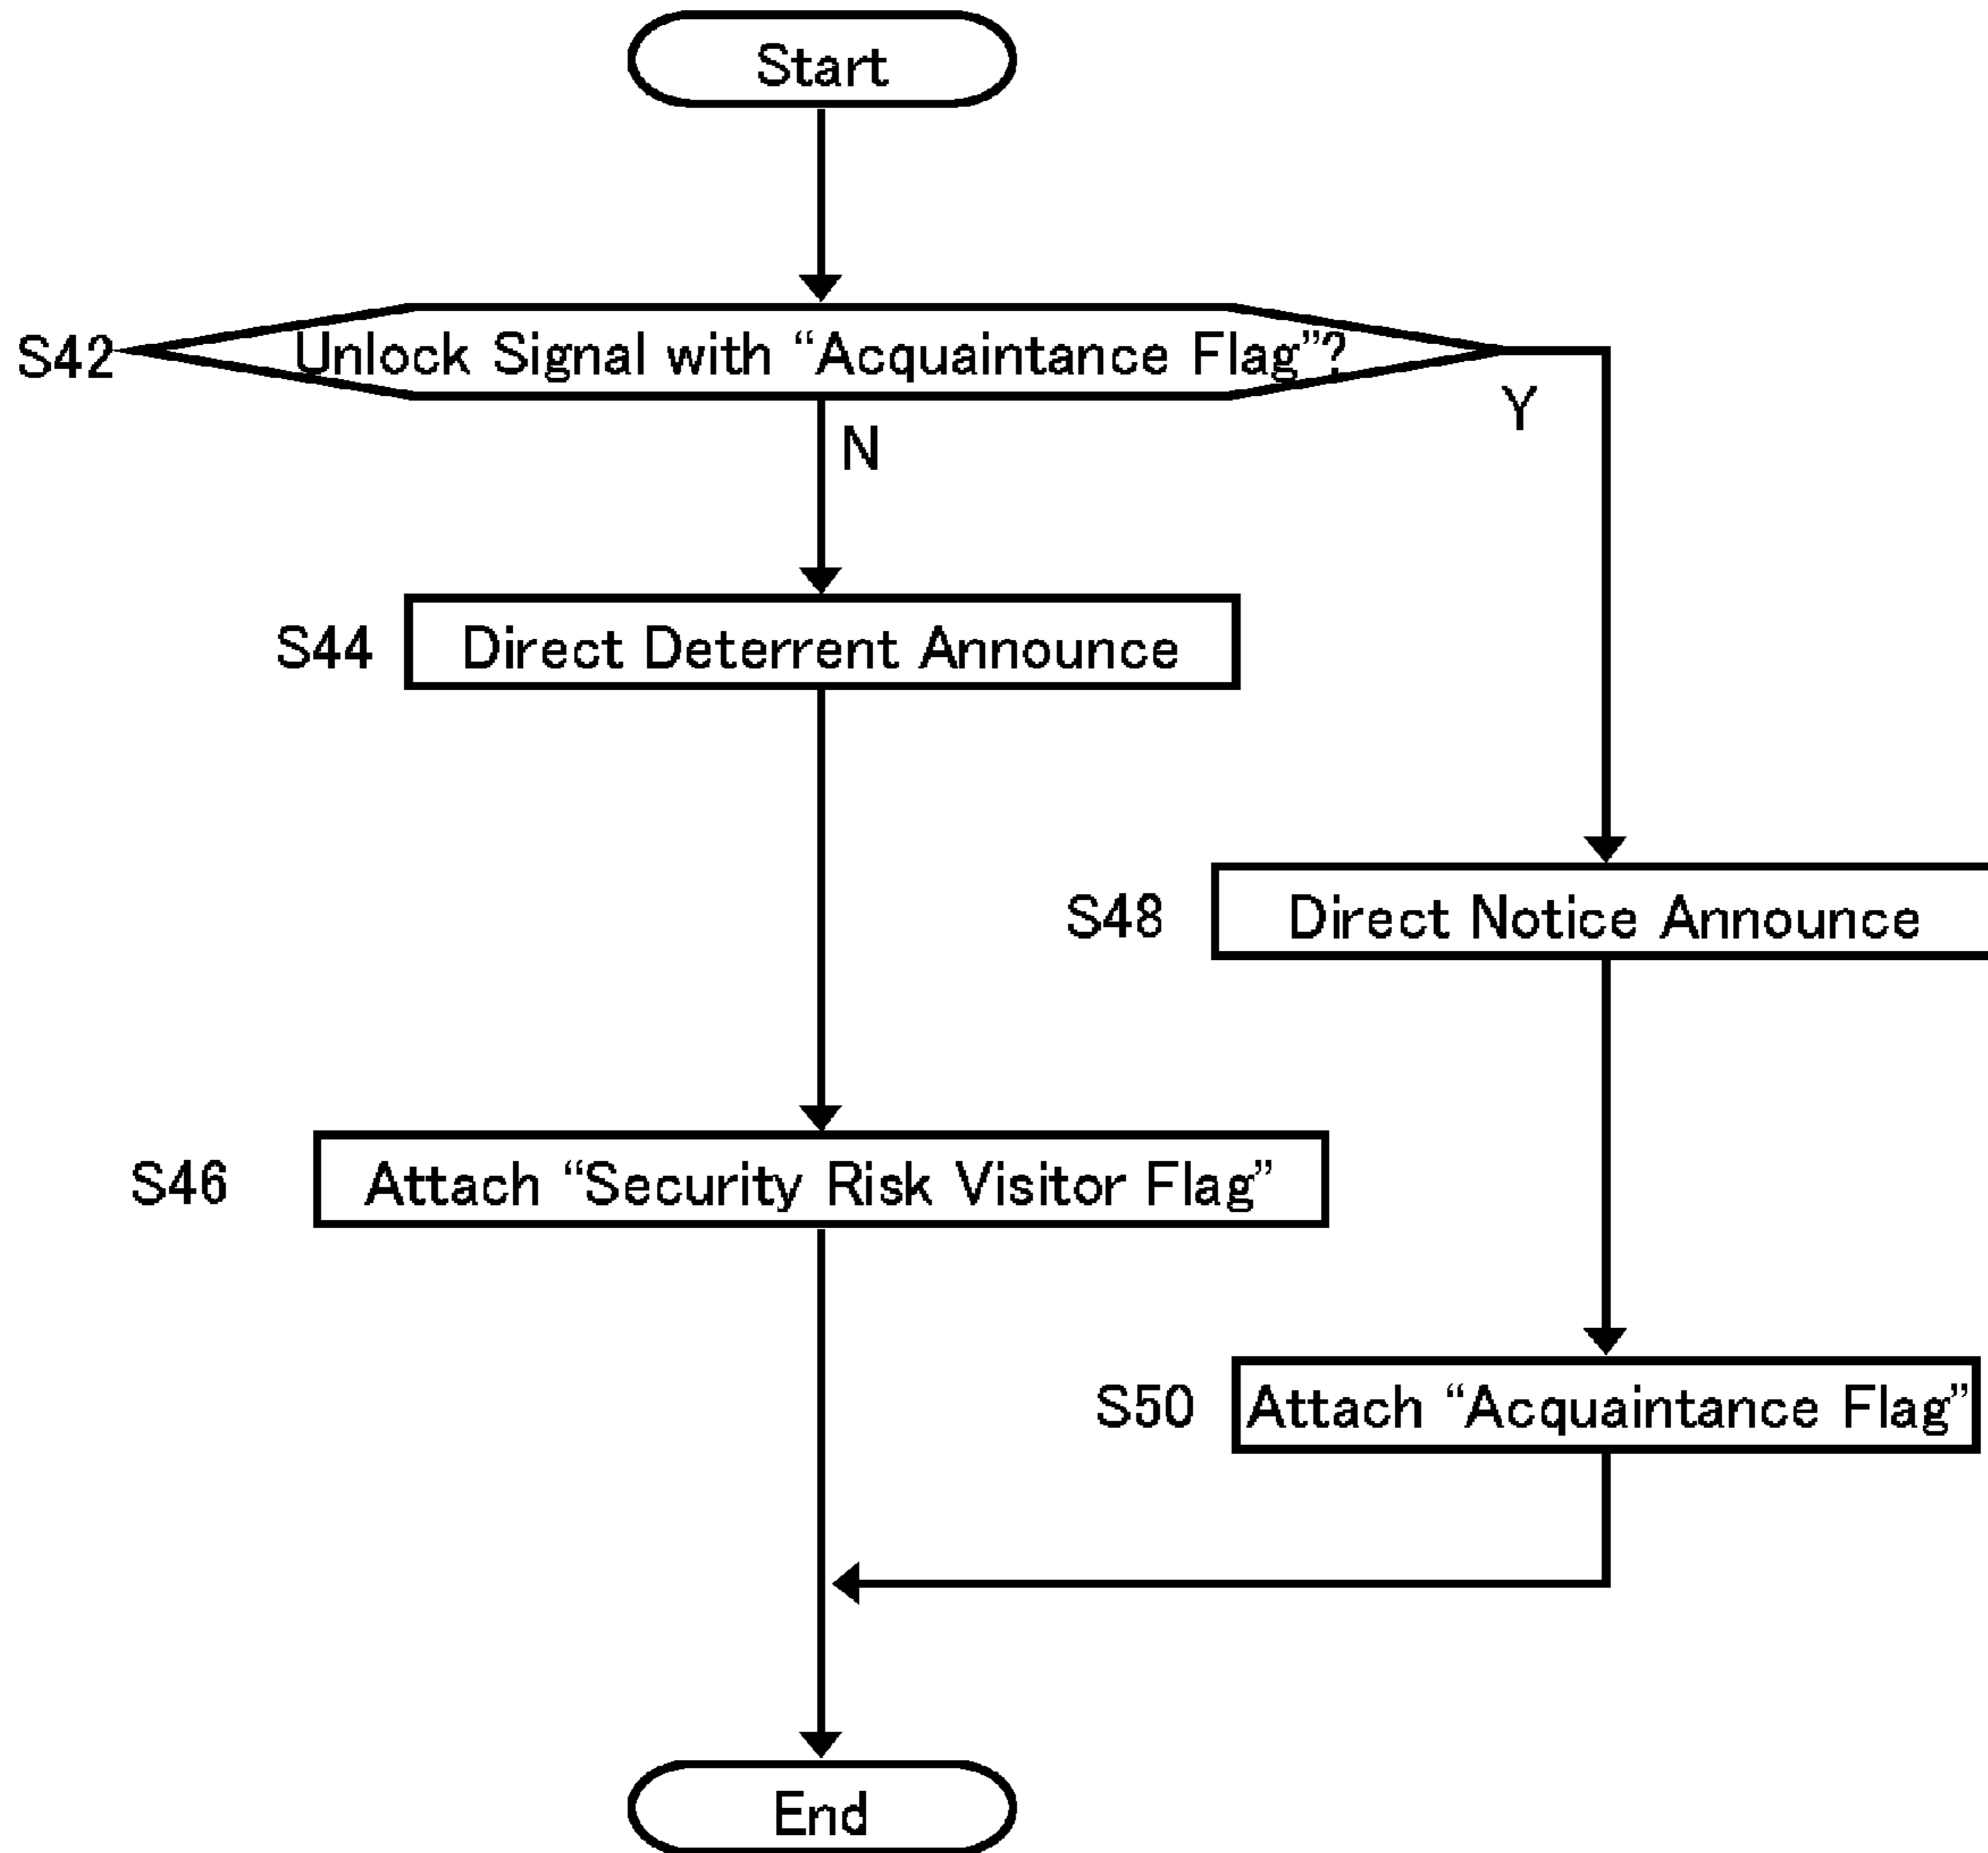 Start
S42 Unlock Signal with “Acquaintance Flag”?
Y
N
S44 Direct Deterrent Announce
S48 Direct Notice Announce
S46 Attach “Security Risk Visitor Flag”
S50 Attach “Acquaintance Flag”
End